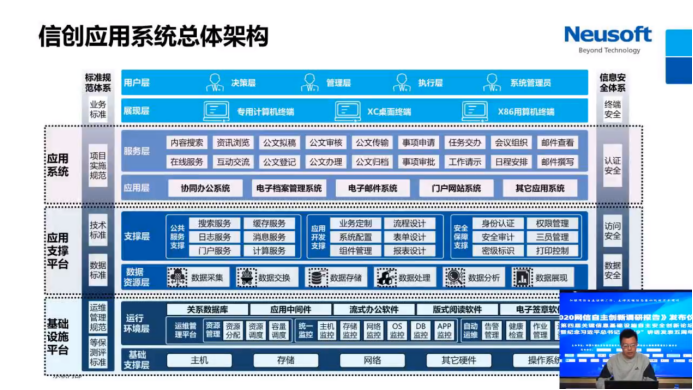 信创应用系统总体架构
Neusoft
Beyond Technology
标准规范体系
信息安全体系
用户层
决策层
管理层
执行层
系统管理员
业务标准
展现层
专用计算机终端
XC桌面终端
X86用算机终端
终端安全
应用系统
项目实施规范
服务层
内容搜索 资讯浏览 公文拟稿 公文审核 公文传输 事项申请 任务交办 会议组织 邮件查看
在线服务 互动交流 公文登记 公文办理 公文归档 事项审批 工作请示 日程安排 邮件撰写
认证安全
应用层
协同办公系统 电子档案管理系统 电子邮件系统 门户网站系统 其它应用系统
应用支撑平台
技术标准
支撑层
公共服务支撑
搜索服务 缓存服务
日志服务 消息服务
门户服务 计算服务
应用开发支撑
业务定制 流程设计
系统配置 表单设计
组件管理 报表设计
安全保障支撑
身份认证 权限管理
安全审计 三员管理
密级标识 打印控制
访问安全
数据标准
数据资源层
数据采集 数据交换 数据存储 数据处理 数据分析 数据展现
数据安全
基础设施平台
运维管理规范
运行环境层
关系数据库 应用中间件 流式办公软件 版式阅读软件 电子签章软
运维管理平台
资源管理 资源分配 资源调度 容量调度
统一监控 主机监控 存储监控 网络监控 OS监控 DB监控 APP监控
自动运维 告警管理 健康检查 作业管理
等保测评标准
基础支撑层
主机 存储 网络 其它硬件 操作系